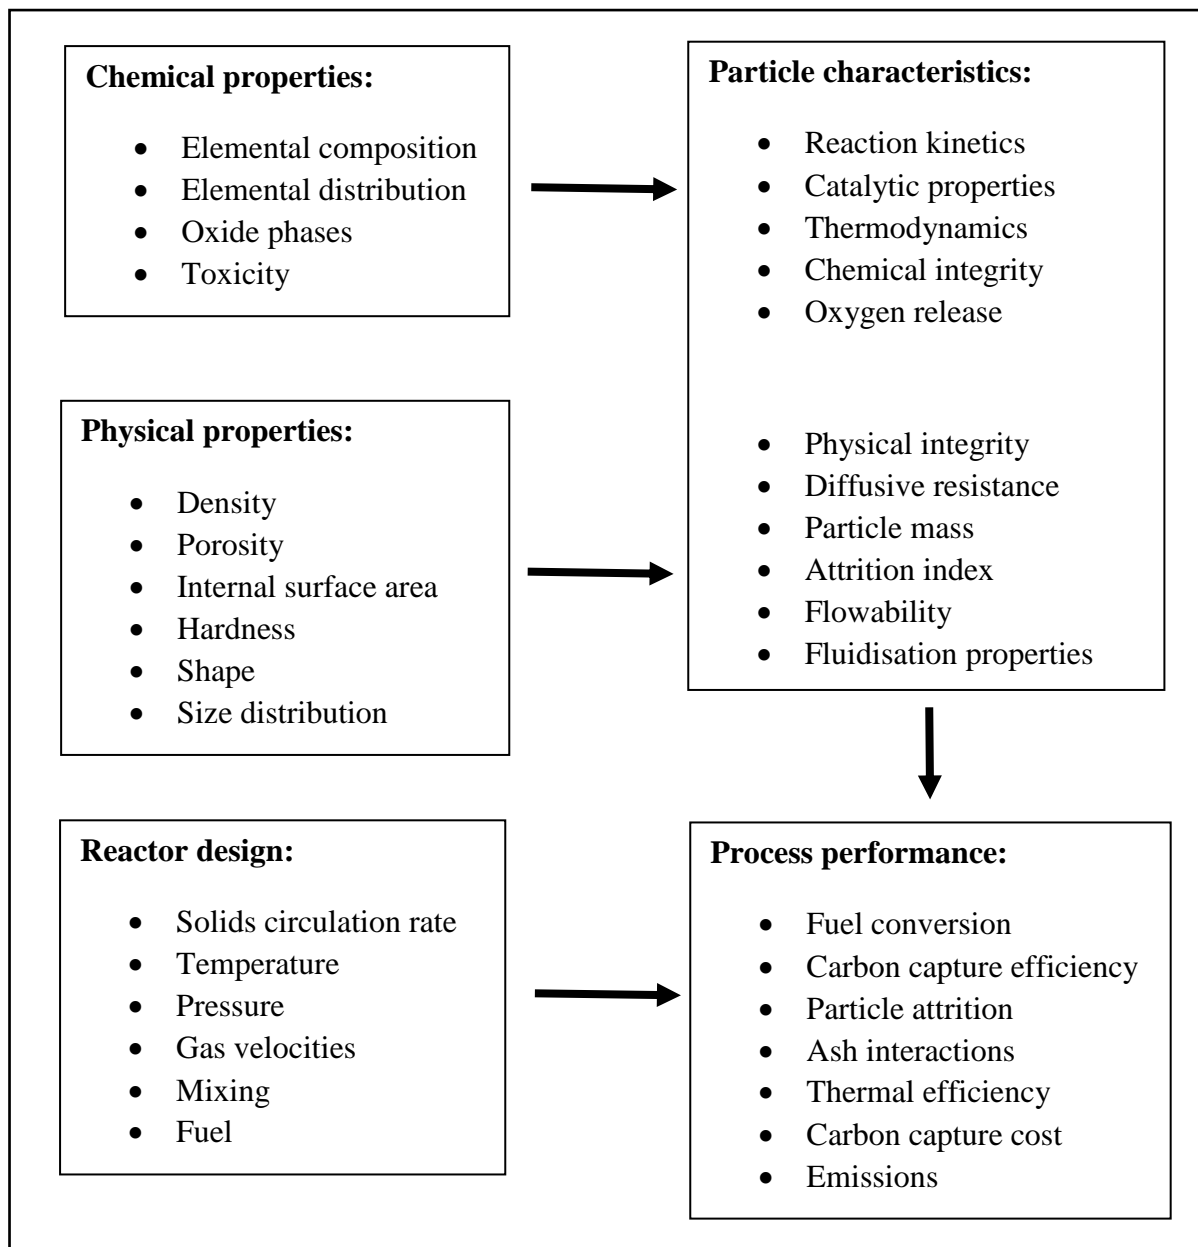 Chemical properties:
• Elemental composition
• Elemental distribution
• Oxide phases
• Toxicity
Particle characteristics:
• Reaction kinetics
• Catalytic properties
• Thermodynamics
• Chemical integrity
• Oxygen release
• Physical integrity
• Diffusive resistance
• Particle mass
• Attrition index
• Flowability
• Fluidisation properties
Physical properties:
• Density
• Porosity
• Internal surface area
• Hardness
• Shape
• Size distribution
Reactor design:
• Solids circulation rate
• Temperature
• Pressure
• Gas velocities
• Mixing
• Fuel
Process performance:
• Fuel conversion
• Carbon capture efficiency
• Particle attrition
• Ash interactions
• Thermal efficiency
• Carbon capture cost
• Emissions